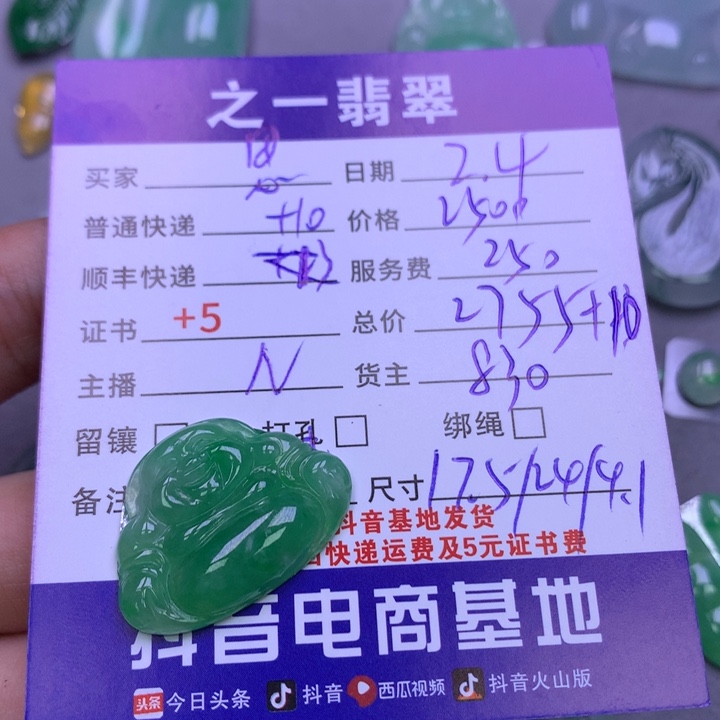 之一翡翠
买家 日期 2.4
普通快递 +10 价格 2500
顺丰快递 服务费 250
证书 +5 总价 2755+10
主播 N 货主 830
留镶 打孔 绑绳
备注 尺寸 17.5/24/4.1
抖音基地发货
快递运费及5元证书费
抖音电商基地
头条 今日头条 抖音 西瓜视频 抖音火山版